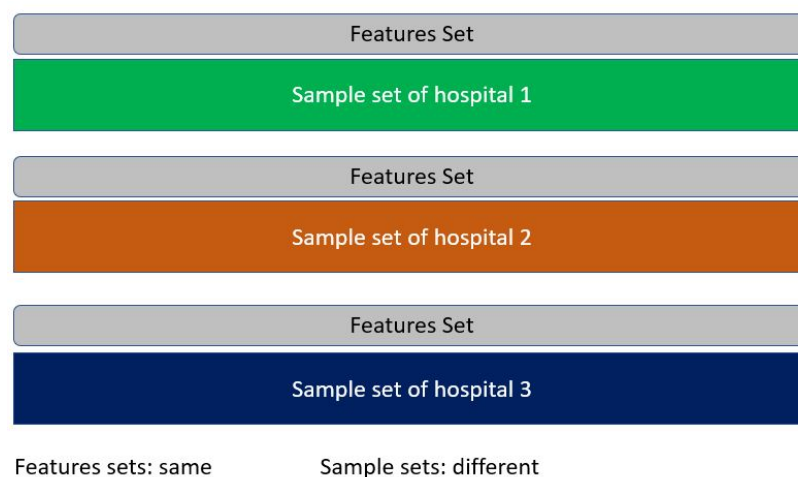 Features Set
Sample set of hospital 1
Features Set
Sample set of hospital 2
Features Set
Sample set of hospital 3
Features sets: same Sample sets: different